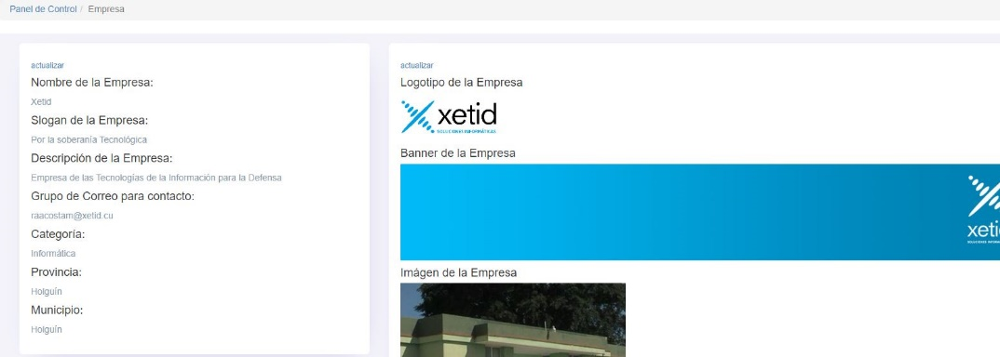 Panel de Control / Empresa
actualizar
Nombre de la Empresa:
Xetid
Slogan de la Empresa:
Por la soberanía Tecnológica
Descripción de la Empresa:
Empresa de las Tecnologías de la Información para la Defensa
Grupo de Correo para contacto:
raacostam@xetid.cu
Categoría:
Informática
Provincia:
Holguín
Municipio:
Holguín
actualizar
Logotipo de la Empresa
xetid
SOLUCIONES INFORMÁTICAS
Banner de la Empresa
Imágen de la Empresa